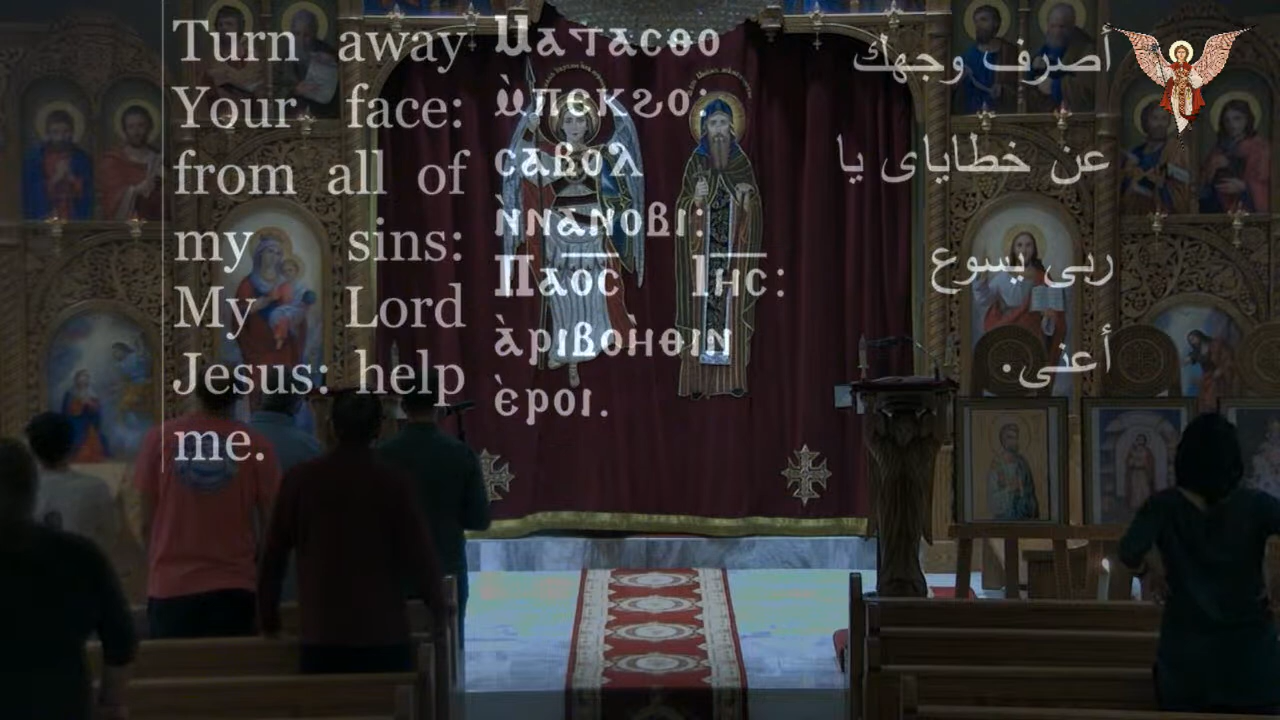 Turn away
Your face:
from all of
my sins:
My Lord
Jesus: help
me.
Ⲙⲁⲧⲁⲥⲑⲟ
ⲙ̀ⲡⲉⲕϩⲟ:
ⲥⲁⲃⲟⲗ
ⲛ̀ⲛⲁⲛⲟⲃⲓ:
Ⲡⲁⲟ̅ⲥ̅ Ⲓⲏ̅ⲥ̅:
ⲁ̀ⲣⲓⲃⲟⲏ̀ⲑⲓⲛ
ⲉ̀ⲣⲟⲓ.
أصرف وجهك
عن خطاياى يا
ربى يسوع
أعنى.